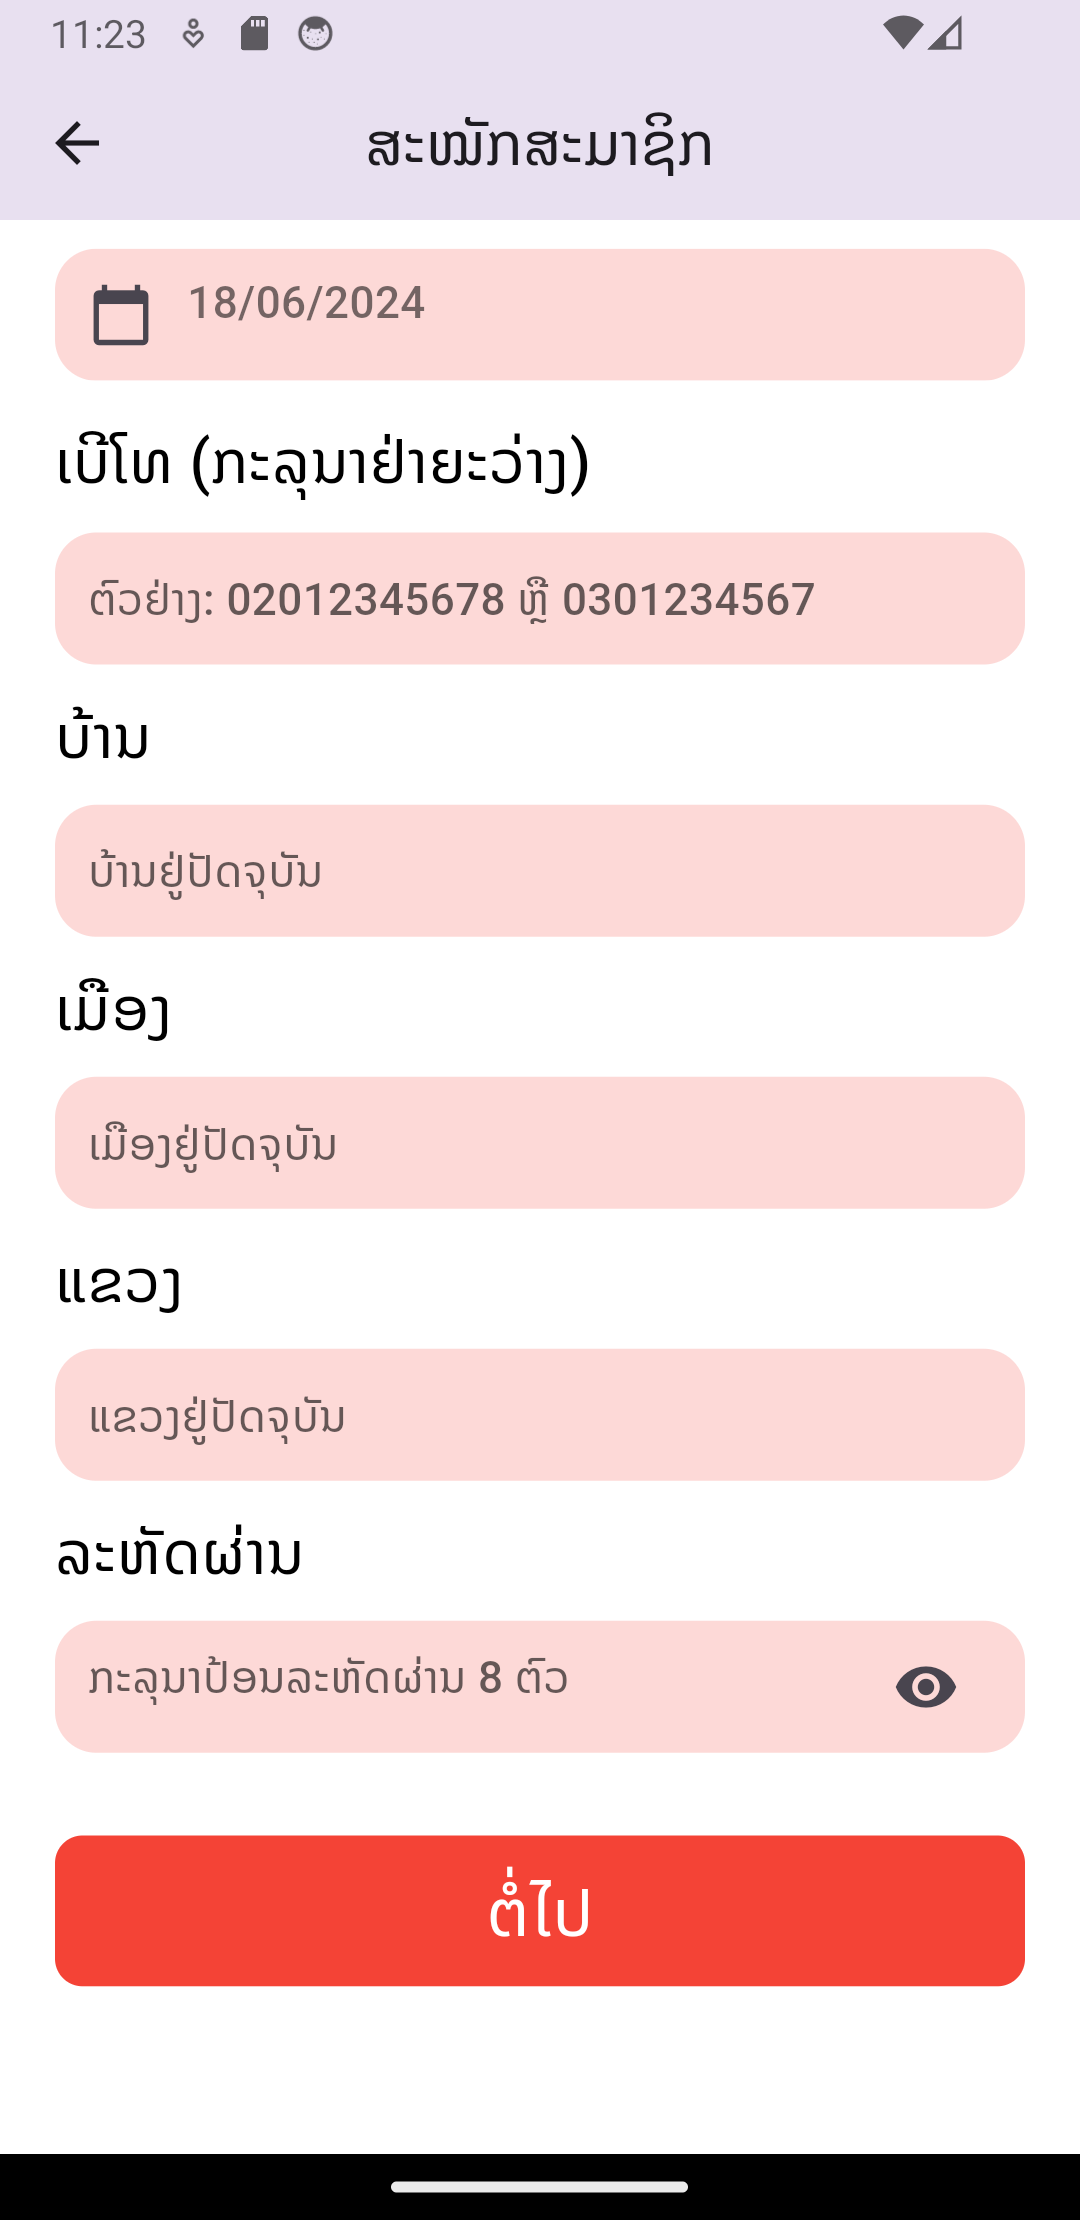 11:23
ສະໝັກສະມາຊິກ
18/06/2024
ເບີໂທ (ກະລຸນາຢ່າຍະວ່າງ)
ຕົວຢ່າງ: 02012345678 ຫຼື 0301234567
ບ້ານ
ບ້ານຢູ່ປັດຈຸບັນ
ເມືອງ
ເມືອງຢູ່ປັດຈຸບັນ
ແຂວງ
ແຂວງຢູ່ປັດຈຸບັນ
ລະຫັດຜ່ານ
ກະລຸນາປ້ອນລະຫັດຜ່ານ 8 ຕົວ
ຕໍ່ໄປ